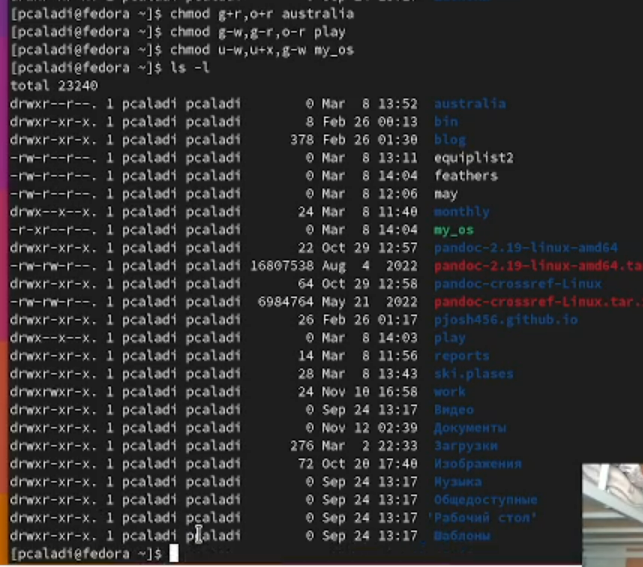 [pcaladi@fedora ~]$ chmod g+r,o+r australia
[pcaladi@fedora ~]$ chmod g-w,g-r,o-r play
[pcaladi@fedora ~]$ chmod u-w,u+x,g-w my_os
[pcaladi@fedora ~]$ ls -l
total 23240
drwxr--r--. 1 pcaladi pcaladi 0 Mar 8 13:52 australia
drwxr-xr-x. 1 pcaladi pcaladi 8 Feb 26 00:13 bin
drwxr-xr-x. 1 pcaladi pcaladi 378 Feb 26 01:30 blog
-rw-r--r--. 1 pcaladi pcaladi 0 Mar 8 13:11 equiplist2
-rw-r--r--. 1 pcaladi pcaladi 0 Mar 8 14:04 feathers
-rw-r--r--. 1 pcaladi pcaladi 0 Mar 8 12:06 may
drwx--x--x. 1 pcaladi pcaladi 24 Mar 8 11:40 monthly
-r-xr--r--. 1 pcaladi pcaladi 0 Mar 8 14:04 my_os
drwxr-xr-x. 1 pcaladi pcaladi 22 Oct 29 12:57 pandoc-2.19-linux-amd64
-rw-rw-r--. 1 pcaladi pcaladi 16807538 Aug 4 2022 pandoc-2.19-linux-amd64.ta
drwxr-xr-x. 1 pcaladi pcaladi 64 Oct 29 12:58 pandoc-crossref-Linux
-rw-rw-r--. 1 pcaladi pcaladi 6984764 May 21 2022 pandoc-crossref-Linux.tar.
drwxr-xr-x. 1 pcaladi pcaladi 26 Feb 26 01:17 pjosh456.github.io
drwx--x--x. 1 pcaladi pcaladi 0 Mar 8 14:03 play
drwxr-xr-x. 1 pcaladi pcaladi 14 Mar 8 11:56 reports
drwxr-xr-x. 1 pcaladi pcaladi 28 Mar 8 13:43 ski.plases
drwxrwxr-x. 1 pcaladi pcaladi 24 Nov 10 16:58 work
drwxr-xr-x. 1 pcaladi pcaladi 0 Sep 24 13:17 Видео
drwxr-xr-x. 1 pcaladi pcaladi 0 Nov 12 02:39 Документы
drwxr-xr-x. 1 pcaladi pcaladi 276 Mar 2 22:33 Загрузки
drwxr-xr-x. 1 pcaladi pcaladi 72 Oct 20 17:40 Изображения
drwxr-xr-x. 1 pcaladi pcaladi 0 Sep 24 13:17 Музыка
drwxr-xr-x. 1 pcaladi pcaladi 0 Sep 24 13:17 Общедоступные
drwxr-xr-x. 1 pcaladi pcaladi 0 Sep 24 13:17 'Рабочий стол'
drwxr-xr-x. 1 pcaladi pcaladi 0 Sep 24 13:17 Шаблоны
[pcaladi@fedora ~]$